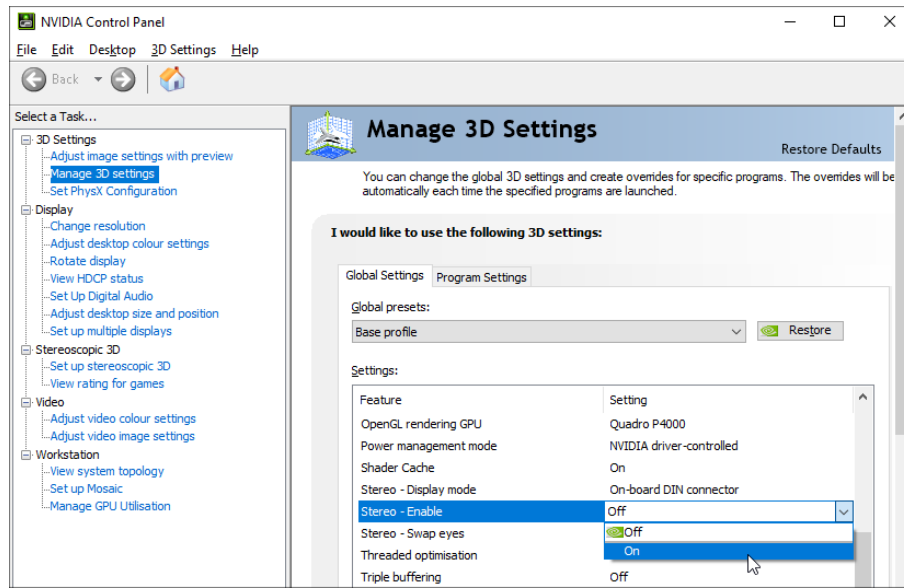 NVIDIA Control Panel
File Edit Desktop 3D Settings Help
Back
Select a Task...
3D Settings
Adjust image settings with preview
Manage 3D settings
Set PhysX Configuration
Display
Change resolution
Adjust desktop colour settings
Rotate display
View HDCP status
Set Up Digital Audio
Adjust desktop size and position
Set up multiple displays
Stereoscopic 3D
Set up stereoscopic 3D
View rating for games
Video
Adjust video colour settings
Adjust video image settings
Workstation
View system topology
Set up Mosaic
Manage GPU Utilisation
Manage 3D Settings
Restore Defaults
You can change the global 3D settings and create overrides for specific programs. The overrides will be
automatically each time the specified programs are launched.
I would like to use the following 3D settings:
Global Settings Program Settings
Global presets:
Base profile Restore
Settings:
Feature Setting
OpenGL rendering GPU Quadro P4000
Power management mode NVIDIA driver-controlled
Shader Cache On
Stereo - Display mode On-board DIN connector
Stereo - Enable Off
Stereo - Swap eyes Off
Threaded optimisation On
Triple buffering Off